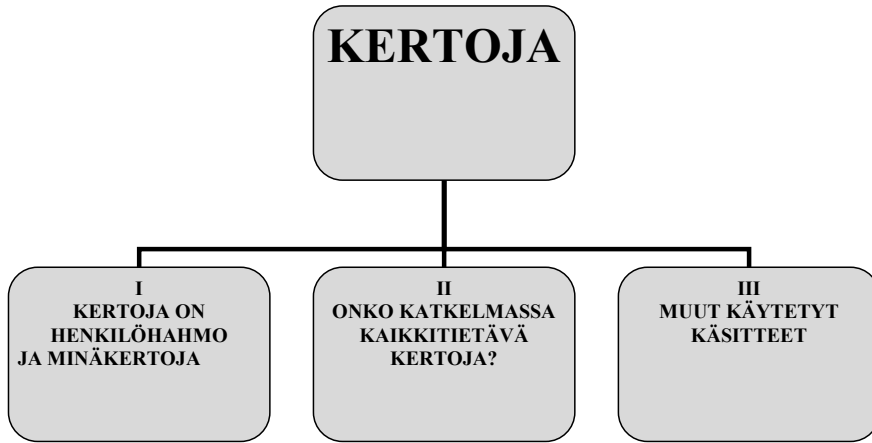 KERTOJA
I
KERTOJA ON
HENKILÖHAHMO
JA MINÄKERTOJA
II
ONKO KATKELMASSA
KAIKKITIETÄVÄ
KERTOJA?
III
MUUT KÄYTETYT
KÄSITTEET